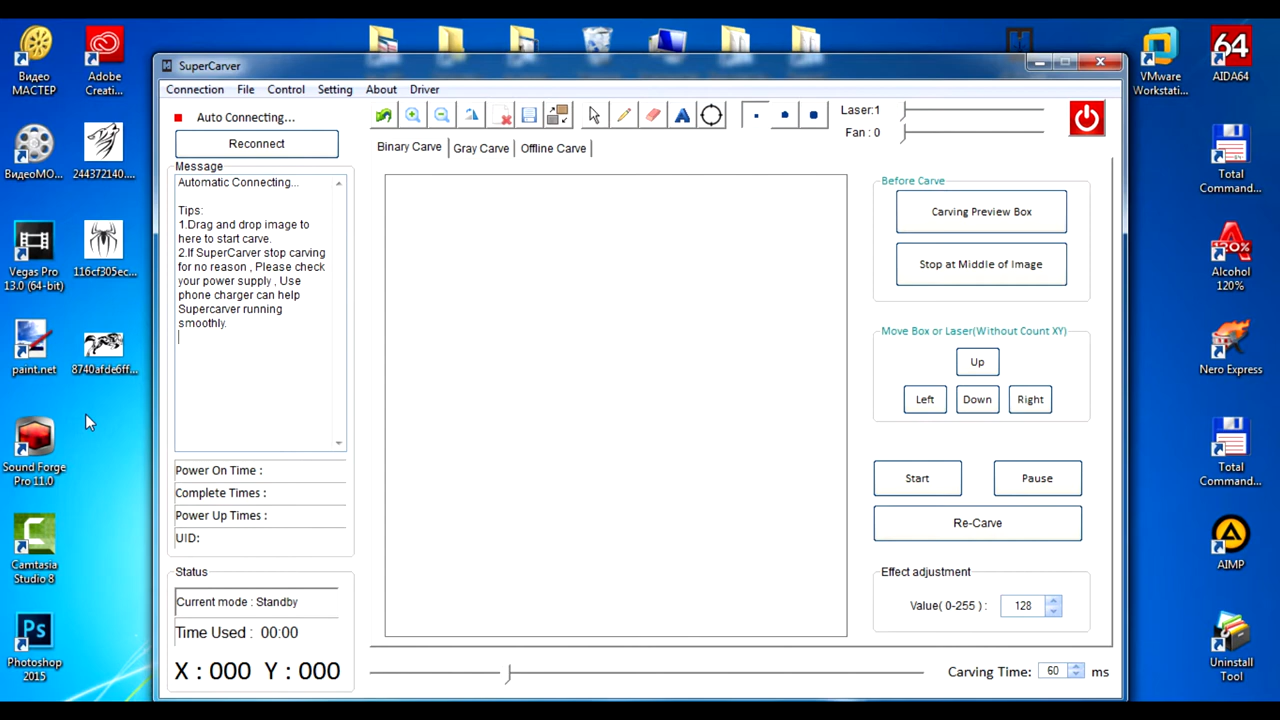 Видео
МАСТЕР
Adobe
Creati...
ВидеоМО...
244372140....
Vegas Pro
13.0 (64-bit)
116cf305ec...
paint.net
8740afde6ff...
Sound Forge
Pro 11.0
Camtasia
Studio 8
Ps
Photoshop
2015
SuperCarver
Connection File Control Setting About Driver
Auto Connecting...
Reconnect
Message
Automatic Connecting...
Tips:
1.Drag and drop image to
here to start carve.
2.If SuperCarver stop carving
for no reason , Please check
your power supply , Use
phone charger can help
Supercarver running
smoothly.
Power On Time :
Complete Times :
Power Up Times :
UID:
Status
Current mode : Standby
Time Used : 00:00
X : 000 Y : 000
A
Binary Carve Gray Carve Offline Carve
Laser:1
Fan : 0
Before Carve
Carving Preview Box
Stop at Middle of Image
Move Box or Laser(Without Count XY)
Up
Left Down Right
Start Pause
Re-Carve
Effect adjustment
Value( 0-255 ) : 128
Carving Time: 60 ms
VMware
Workstati...
64
AIDA64
Total
Command...
120%
Alcohol
120%
Nero Express
Total
Command...
AIMP
Uninstall
Tool